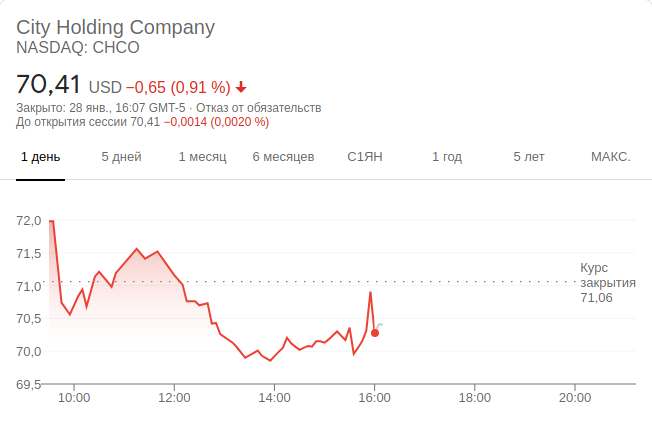 City Holding Company
NASDAQ: CHCO
70,41 USD −0,65 (0,91 %)
Закрыто: 28 янв., 16:07 GMT-5 · Отказ от обязательств
До открытия сессии 70,41 −0,0014 (0,0020 %)
1 день 5 дней 1 месяц 6 месяцев С1ЯН 1 год 5 лет МАКС.
72,0
71,5
Курс
закрытия
71,06
71,0
70,5
70,0
69,5
10:00 12:00 14:00 16:00 18:00 20:00